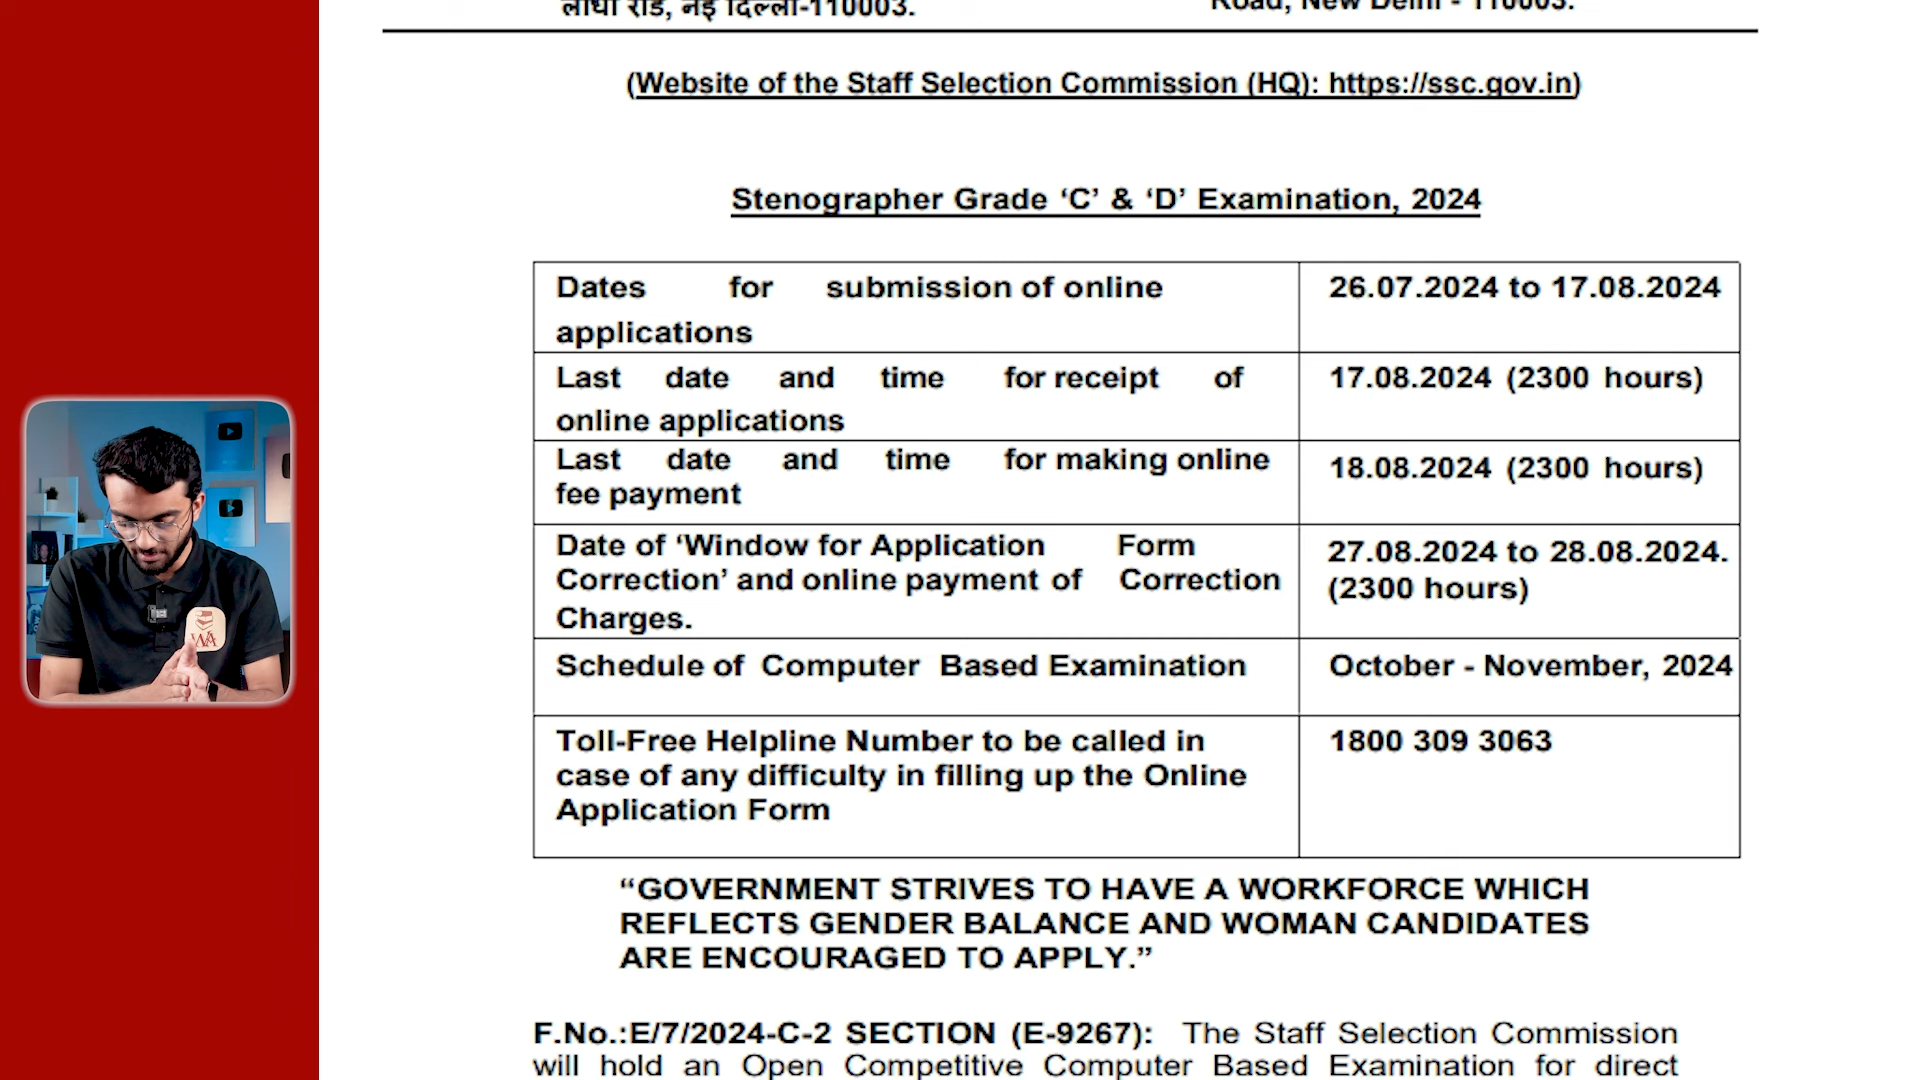 लोधी रोड, नई दिल्ली-110003.
Road, New Delhi - 110003.
(Website of the Staff Selection Commission (HQ): https://ssc.gov.in)
Stenographer Grade ‘C’ & ‘D’ Examination, 2024
Dates for submission of online
applications
26.07.2024 to 17.08.2024
Last date and time for receipt of
online applications
17.08.2024 (2300 hours)
Last date and time for making online
fee payment
18.08.2024 (2300 hours)
Date of ‘Window for Application Form
Correction’ and online payment of Correction
Charges.
27.08.2024 to 28.08.2024.
(2300 hours)
Schedule of Computer Based Examination
October - November, 2024
Toll-Free Helpline Number to be called in
case of any difficulty in filling up the Online
Application Form
1800 309 3063
“GOVERNMENT STRIVES TO HAVE A WORKFORCE WHICH
REFLECTS GENDER BALANCE AND WOMAN CANDIDATES
ARE ENCOURAGED TO APPLY.”
F.No.:E/7/2024-C-2 SECTION (E-9267): The Staff Selection Commission
will hold an Open Competitive Computer Based Examination for direct
WA